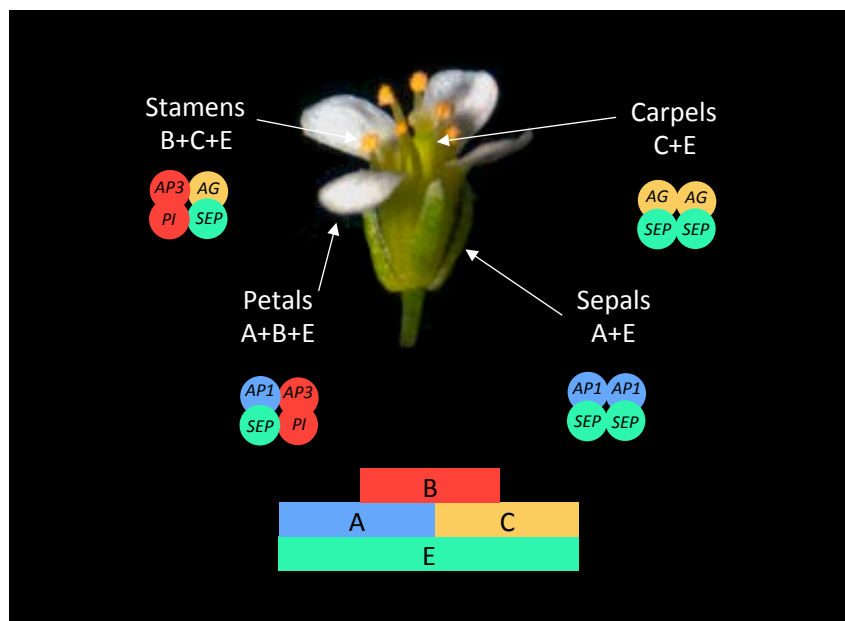 Stamens
B+C+E
AP3 AG
PI SEP
Carpels
C+E
AG AG
SEP SEP
Petals
A+B+E
AP1 AP3
SEP PI
Sepals
A+E
AP1 AP1
SEP SEP
B
A C
E